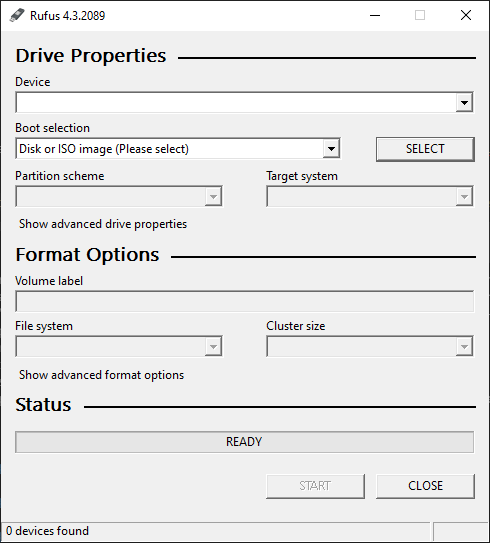 Rufus 4.3.2089
Drive Properties
Device
Boot selection
Disk or ISO image (Please select)
SELECT
Partition scheme
Target system
Show advanced drive properties
Format Options
Volume label
File system
Cluster size
Show advanced format options
Status
READY
START
CLOSE
0 devices found